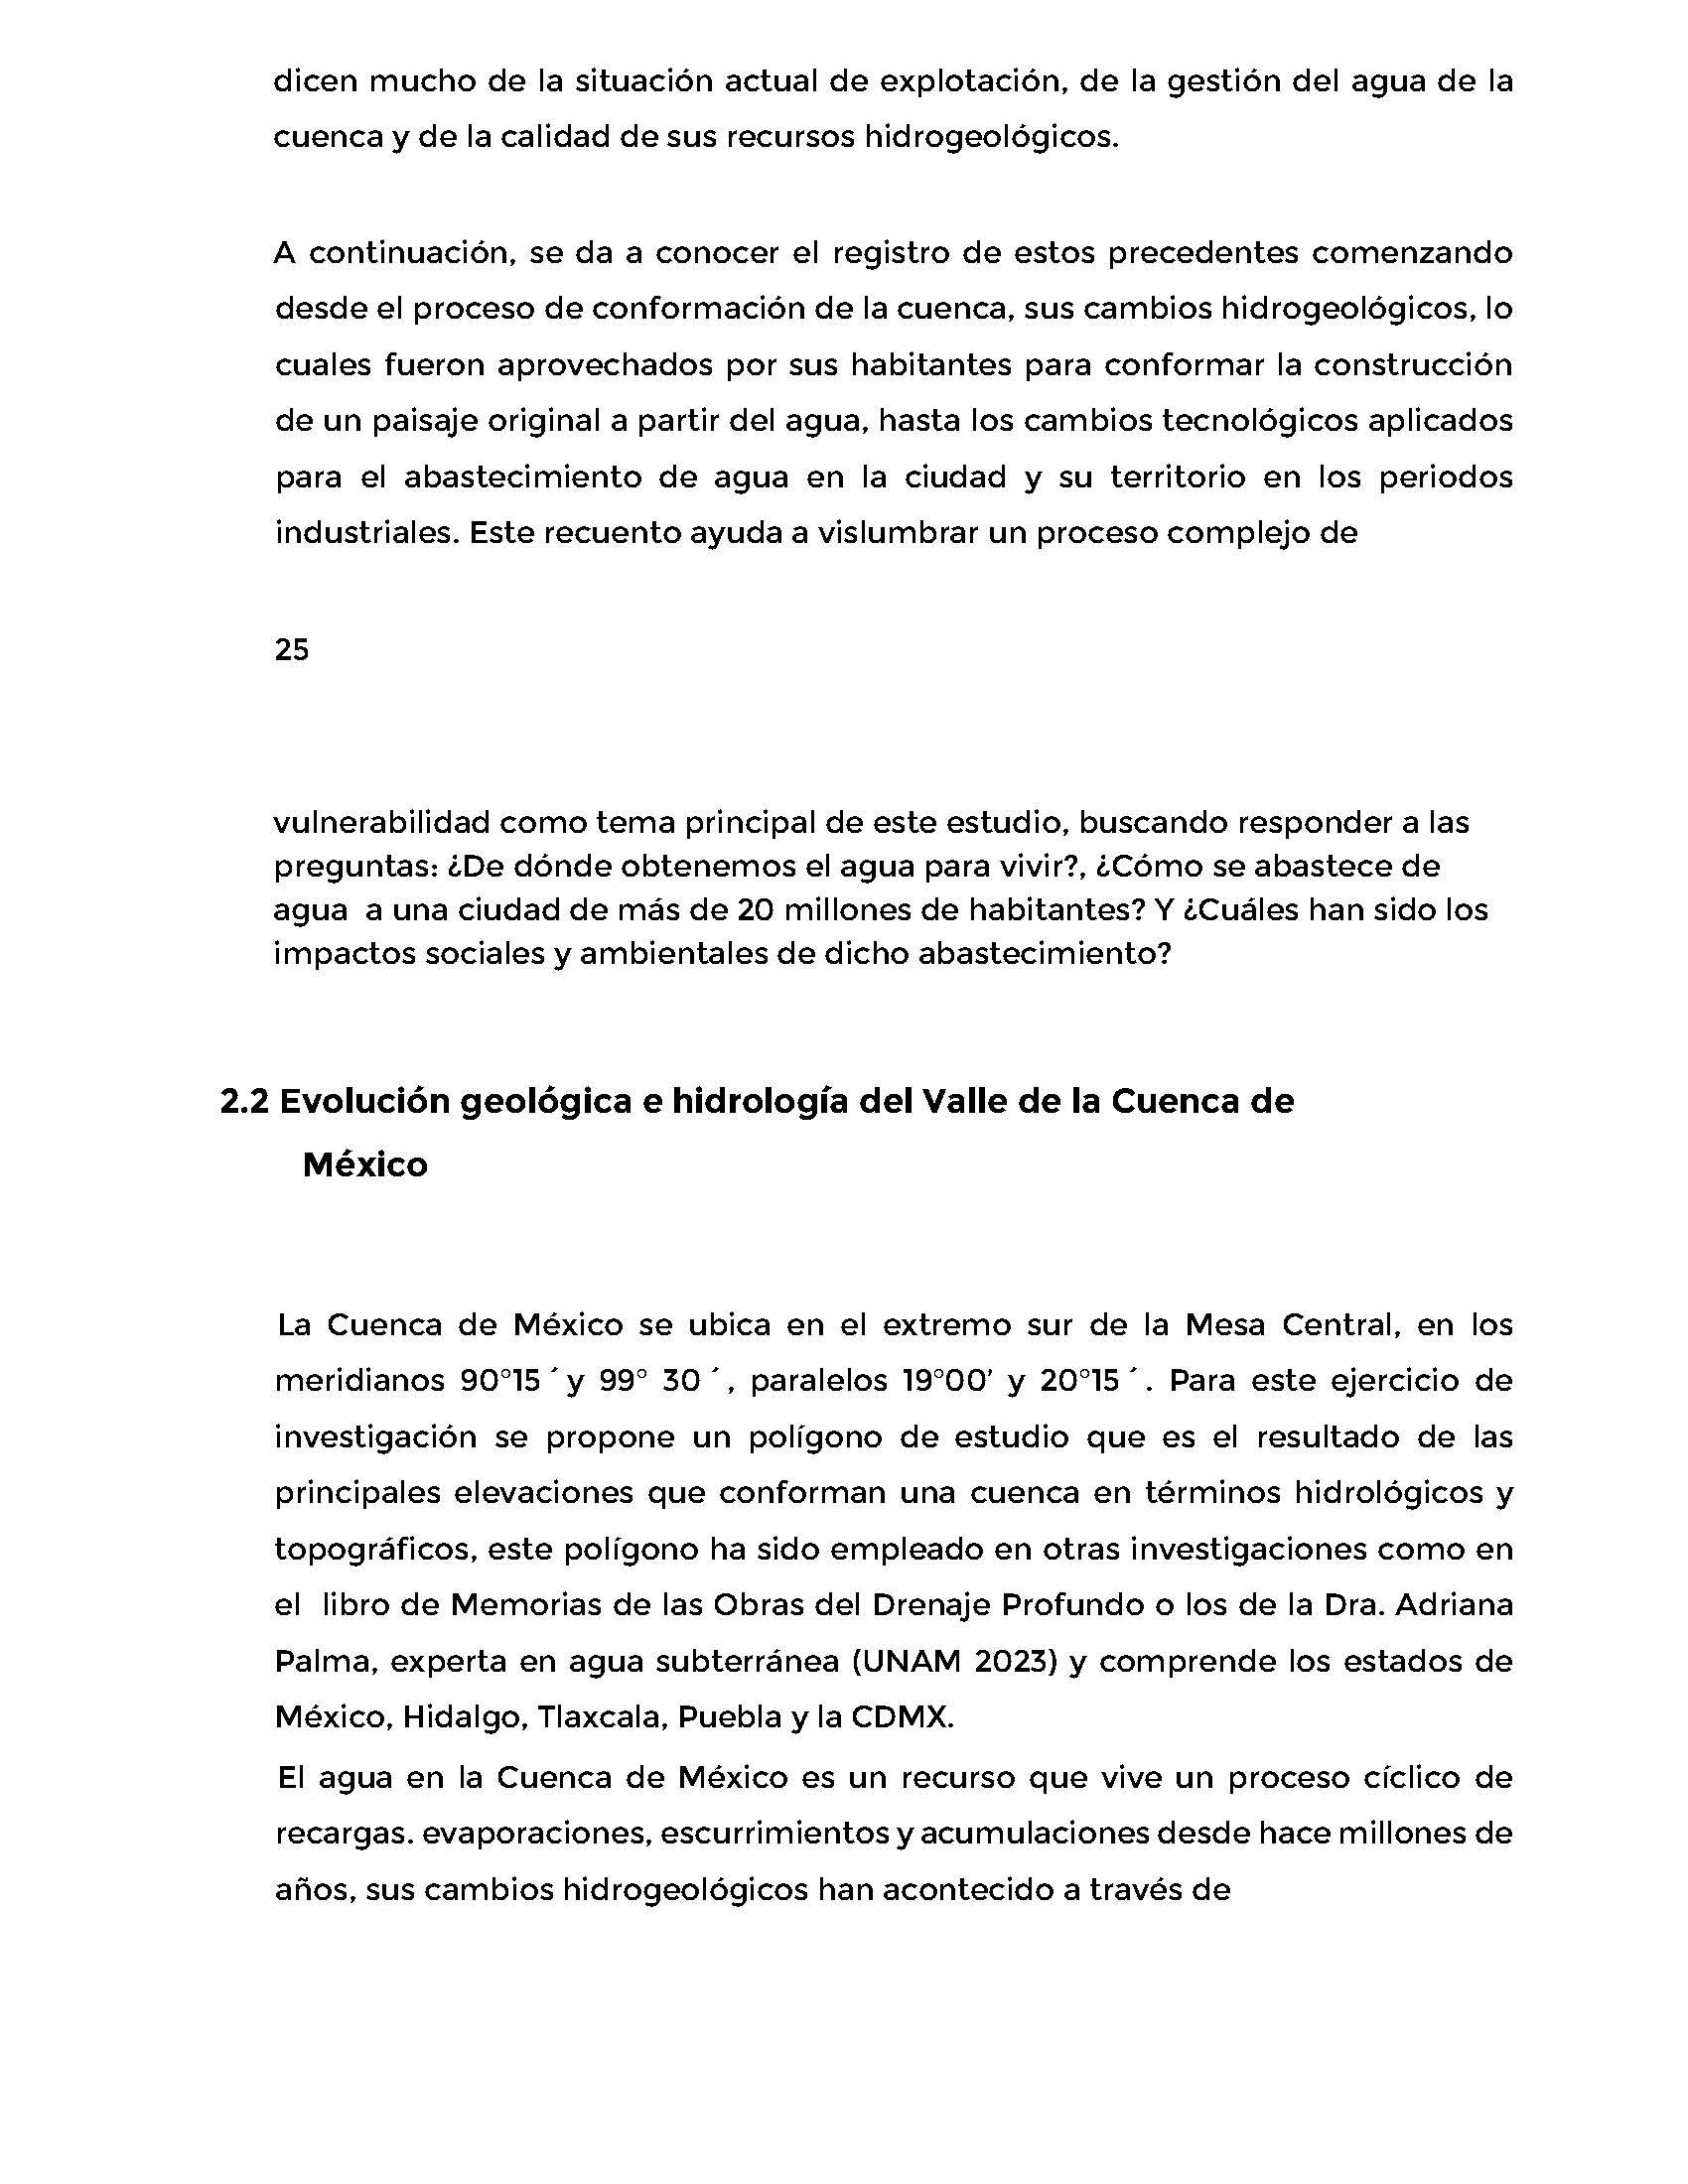 dicen mucho de la situación actual de explotación, de la gestión del agua de la
cuenca y de la calidad de sus recursos hidrogeológicos.
A continuación, se da a conocer el registro de estos precedentes comenzando
desde el proceso de conformación de la cuenca, sus cambios hidrogeológicos, lo
cuales fueron aprovechados por sus habitantes para conformar la construcción
de un paisaje original a partir del agua, hasta los cambios tecnológicos aplicados
para el abastecimiento de agua en la ciudad y su territorio en los periodos
industriales. Este recuento ayuda a vislumbrar un proceso complejo de
25
vulnerabilidad como tema principal de este estudio, buscando responder a las
preguntas: ¿De dónde obtenemos el agua para vivir?, ¿Cómo se abastece de
agua  a una ciudad de más de 20 millones de habitantes? Y ¿Cuáles han sido los
impactos sociales y ambientales de dicho abastecimiento?
2.2 Evolución geológica e hidrología del Valle de la Cuenca de
México
La Cuenca de México se ubica en el extremo sur de la Mesa Central, en los
meridianos 90°15 ´y 99° 30 ´, paralelos 19°00’ y 20°15 ´. Para este ejercicio de
investigación se propone un polígono de estudio que es el resultado de las
principales elevaciones que conforman una cuenca en términos hidrológicos y
topográficos, este polígono ha sido empleado en otras investigaciones como en
el  libro de Memorias de las Obras del Drenaje Profundo o los de la Dra. Adriana
Palma, experta en agua subterránea (UNAM 2023) y comprende los estados de
México, Hidalgo, Tlaxcala, Puebla y la CDMX.
El agua en la Cuenca de México es un recurso que vive un proceso cíclico de
recargas. evaporaciones, escurrimientos y acumulaciones desde hace millones de
años, sus cambios hidrogeológicos han acontecido a través de